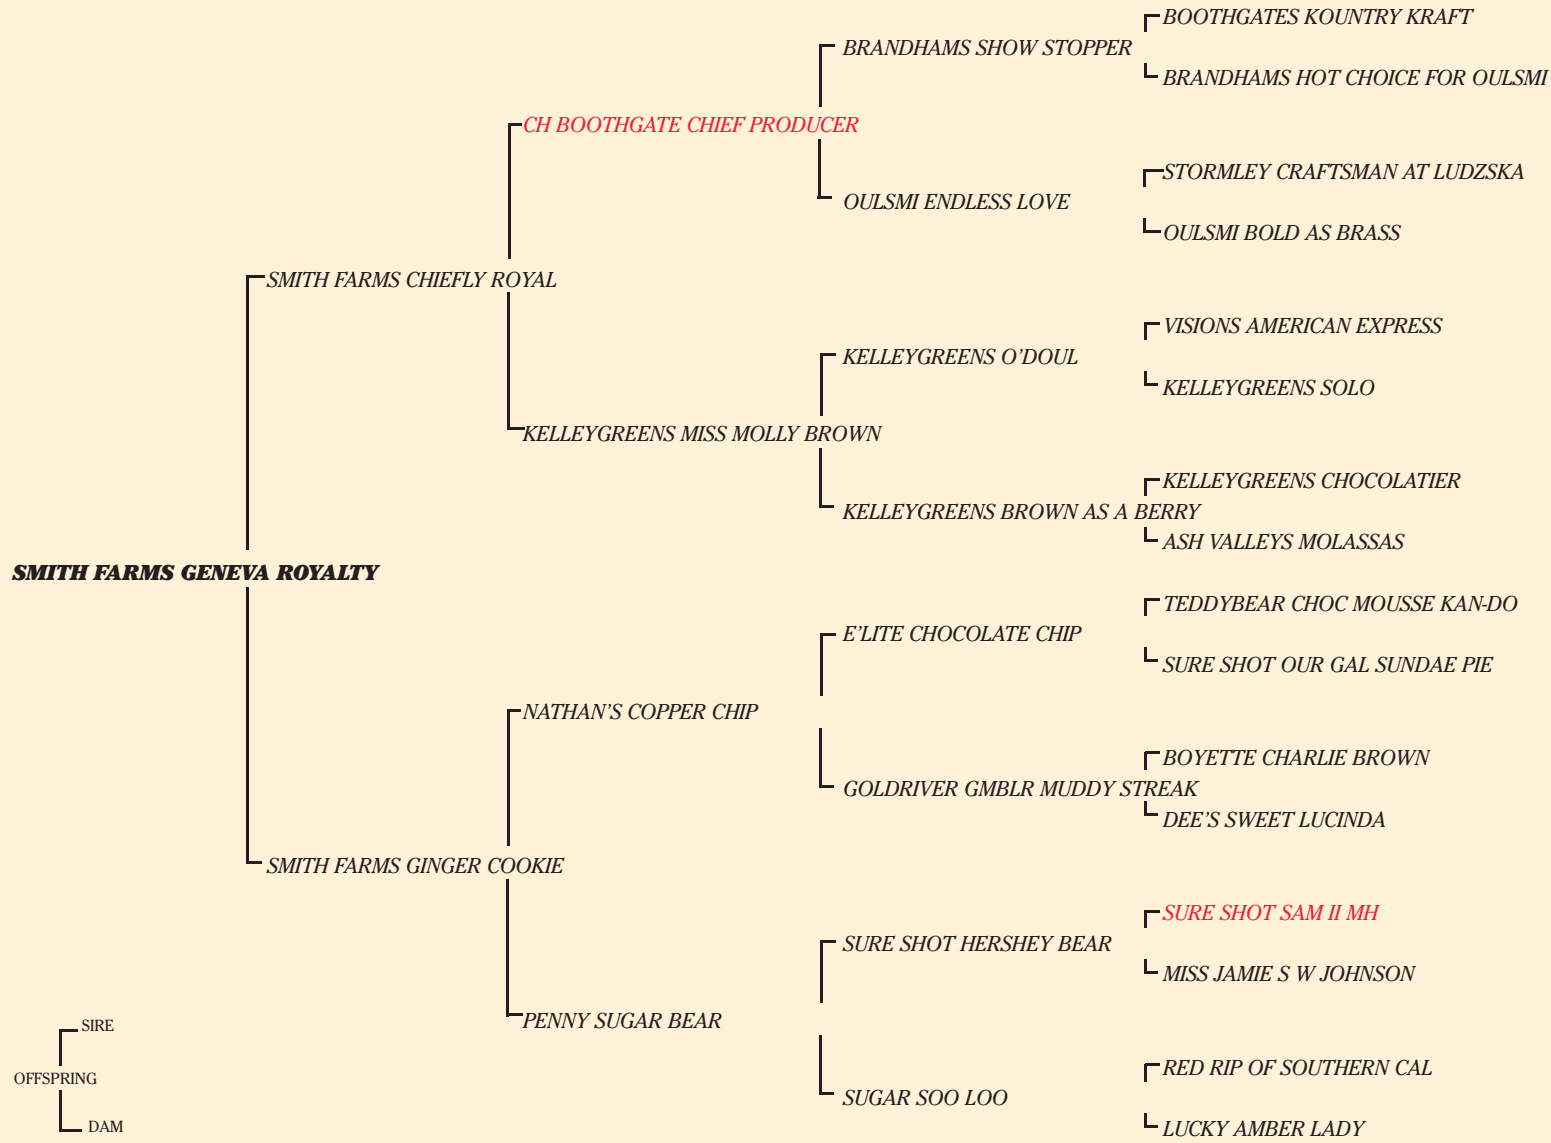 BOOTHGATES KOUNTRY KRAFT
BRANDHAMS SHOW STOPPER
BRANDHAMS HOT CHOICE FOR OULSMI
CH BOOTHGATE CHIEF PRODUCER
STORMLEY CRAFTSMAN AT LUDZSKA
OULSMI ENDLESS LOVE
OULSMI BOLD AS BRASS
SMITH FARMS CHIEFLY ROYAL
VISIONS AMERICAN EXPRESS
KELLEYGREENS O’DOUL
KELLEYGREENS SOLO
KELLEYGREENS MISS MOLLY BROWN
KELLEYGREENS CHOCOLATIER
KELLEYGREENS BROWN AS A BERRY
ASH VALLEYS MOLASSAS
SMITH FARMS GENEVA ROYALTY
TEDDYBEAR CHOC MOUSSE KAN-DO
E’LITE CHOCOLATE CHIP
SURE SHOT OUR GAL SUNDAE PIE
NATHAN’S COPPER CHIP
BOYETTE CHARLIE BROWN
GOLDRIVER GMBLR MUDDY STREAK
DEE’S SWEET LUCINDA
SMITH FARMS GINGER COOKIE
SURE SHOT SAM II MH
SURE SHOT HERSHEY BEAR
MISS JAMIE S W JOHNSON
PENNY SUGAR BEAR
RED RIP OF SOUTHERN CAL
SUGAR SOO LOO
LUCKY AMBER LADY
SIRE
OFFSPRING
DAM